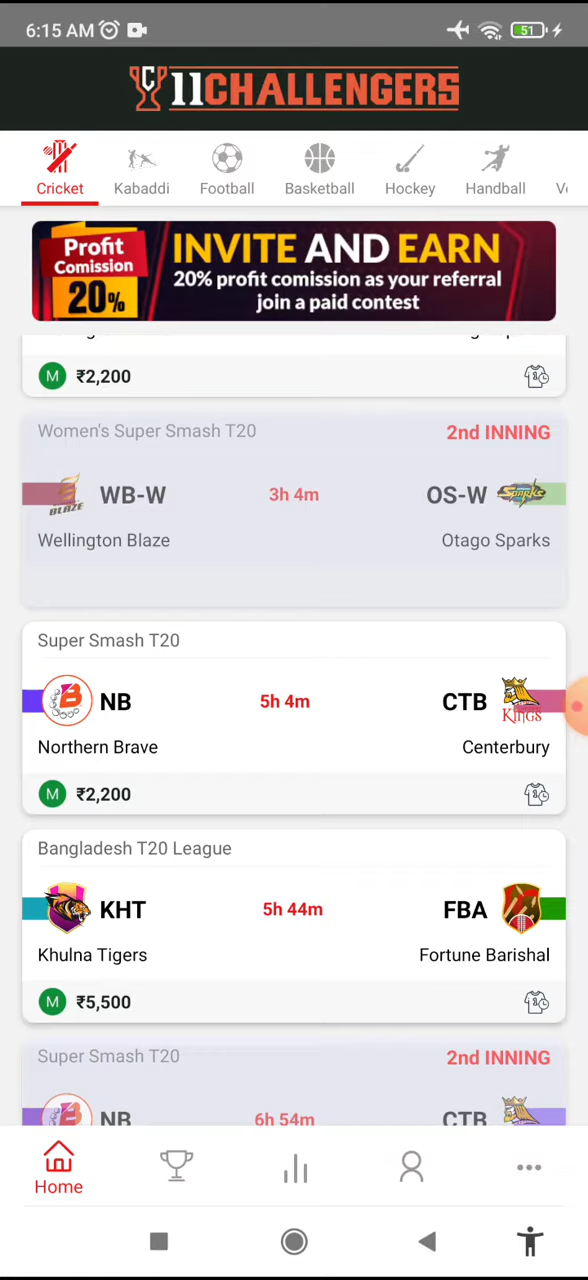 6:15 AM
51
11CHALLENGERS
Cricket Kabaddi Football Basketball Hockey Handball
Profit
Comission
20%
INVITE AND EARN
20% profit comission as your referral
join a paid contest
M ₹2,200
Women's Super Smash T20 2nd INNING
WB-W 3h 4m OS-W
BLAZE
SPARKS
Wellington Blaze Otago Sparks
Super Smash T20
NB 5h 4m CTB
KINGS
Northern Brave Centerbury
M ₹2,200
Bangladesh T20 League
KHT 5h 44m FBA
Khulna Tigers Fortune Barishal
M ₹5,500
Super Smash T20 2nd INNING
NB 6h 54m CTB
Home